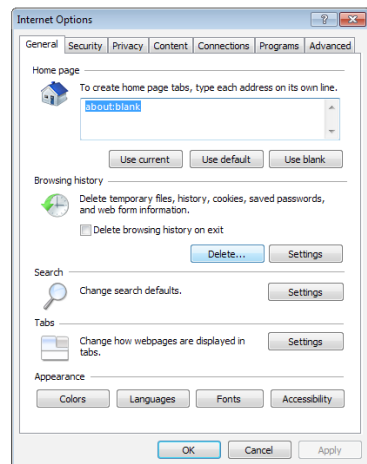 Internet Options
General Security Privacy Content Connections Programs Advanced
Home page
To create home page tabs, type each address on its own line.
about:blank
Use current Use default Use blank
Browsing history
Delete temporary files, history, cookies, saved passwords,
and web form information.
Delete browsing history on exit
Delete... Settings
Search
Change search defaults.
Settings
Tabs
Change how webpages are displayed in
tabs.
Settings
Appearance
Colors Languages Fonts Accessibility
OK Cancel Apply